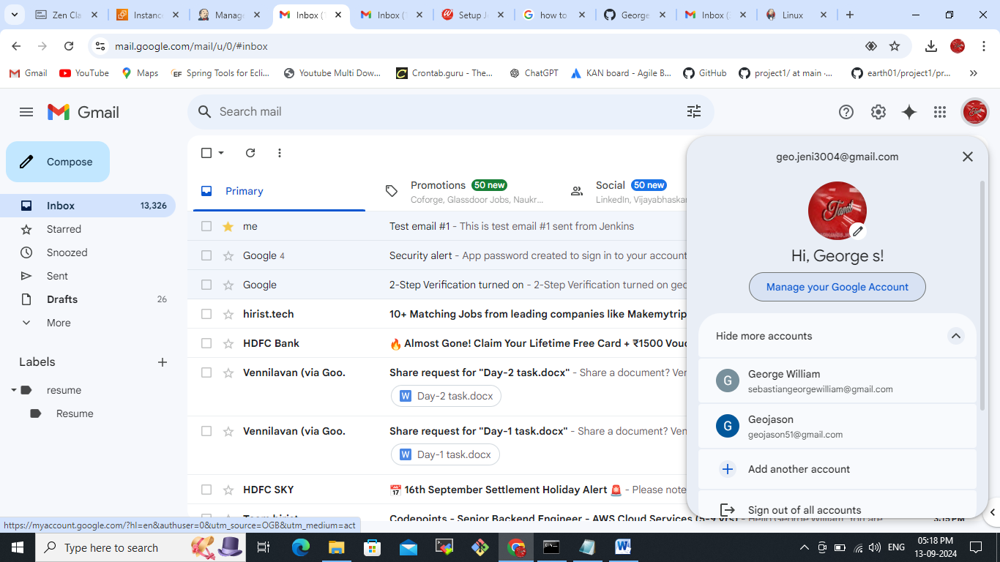 Zen Cla
Instance
Manage
Inbox (
Inbox (
Setup J
how to
George
Inbox (
Linux
mail.google.com/mail/u/0/#inbox
Gmail
YouTube
Maps
Spring Tools for Ecli...
Youtube Multi Dow...
Crontab.guru - The...
ChatGPT
KAN board - Agile B...
GitHub
project1/ at main ·...
earth01/project1/pr...
Gmail
Search mail
Compose
Inbox 13,326
Starred
Snoozed
Sent
Drafts 26
More
Labels
resume
Resume
Primary
Promotions 50 new
Coforge, Glassdoor Jobs, Naukr...
Social 50 new
LinkedIn, Vijayabhaskar
me Test email #1 - This is test email #1 sent from Jenkins
Google 4 Security alert - App password created to sign in to your account
Google 2-Step Verification turned on - 2-Step Verification turned on geo
hirist.tech 10+ Matching Jobs from leading companies like Makemytrip
HDFC Bank 🔥 Almost Gone! Claim Your Lifetime Free Card + ₹1500 Vouc
Vennilavan (via Goo. Share request for "Day-2 task.docx" - Share a document? Ven
Day-2 task.docx
Vennilavan (via Goo. Share request for "Day-1 task.docx" - Share a document? Ven
Day-1 task.docx
HDFC SKY 📅 16th September Settlement Holiday Alert 🚨 - Please note
Codepoints - Senior Backend Engineer - AWS Cloud Services (5-9 Yrs)
geo.jeni3004@gmail.com
Tamil
Hi, George s!
Manage your Google Account
Hide more accounts
G
George William
sebastiangeorgewilliam@gmail.com
G
Geojason
geojason51@gmail.com
Add another account
Sign out of all accounts
https://myaccount.google.com/?hl=en&authuser=0&utm_source=OGB&utm_medium=act
Type here to search
ENG
05:18 PM
13-09-2024